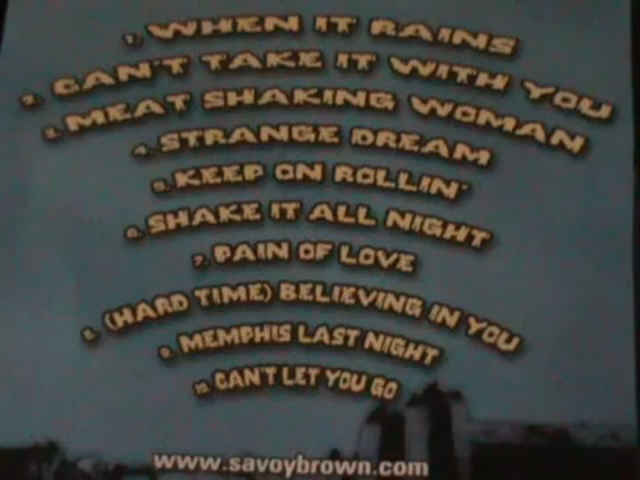 1. WHEN IT RAINS
2. CAN'T TAKE IT WITH YOU
3. MEAT SHAKING WOMAN
4. STRANGE DREAM
5. KEEP ON ROLLIN'
6. SHAKE IT ALL NIGHT
7. PAIN OF LOVE
8. (HARD TIME) BELIEVING IN YOU
9. MEMPHIS LAST NIGHT
10. CAN'T LET YOU GO
www.savoybrown.com